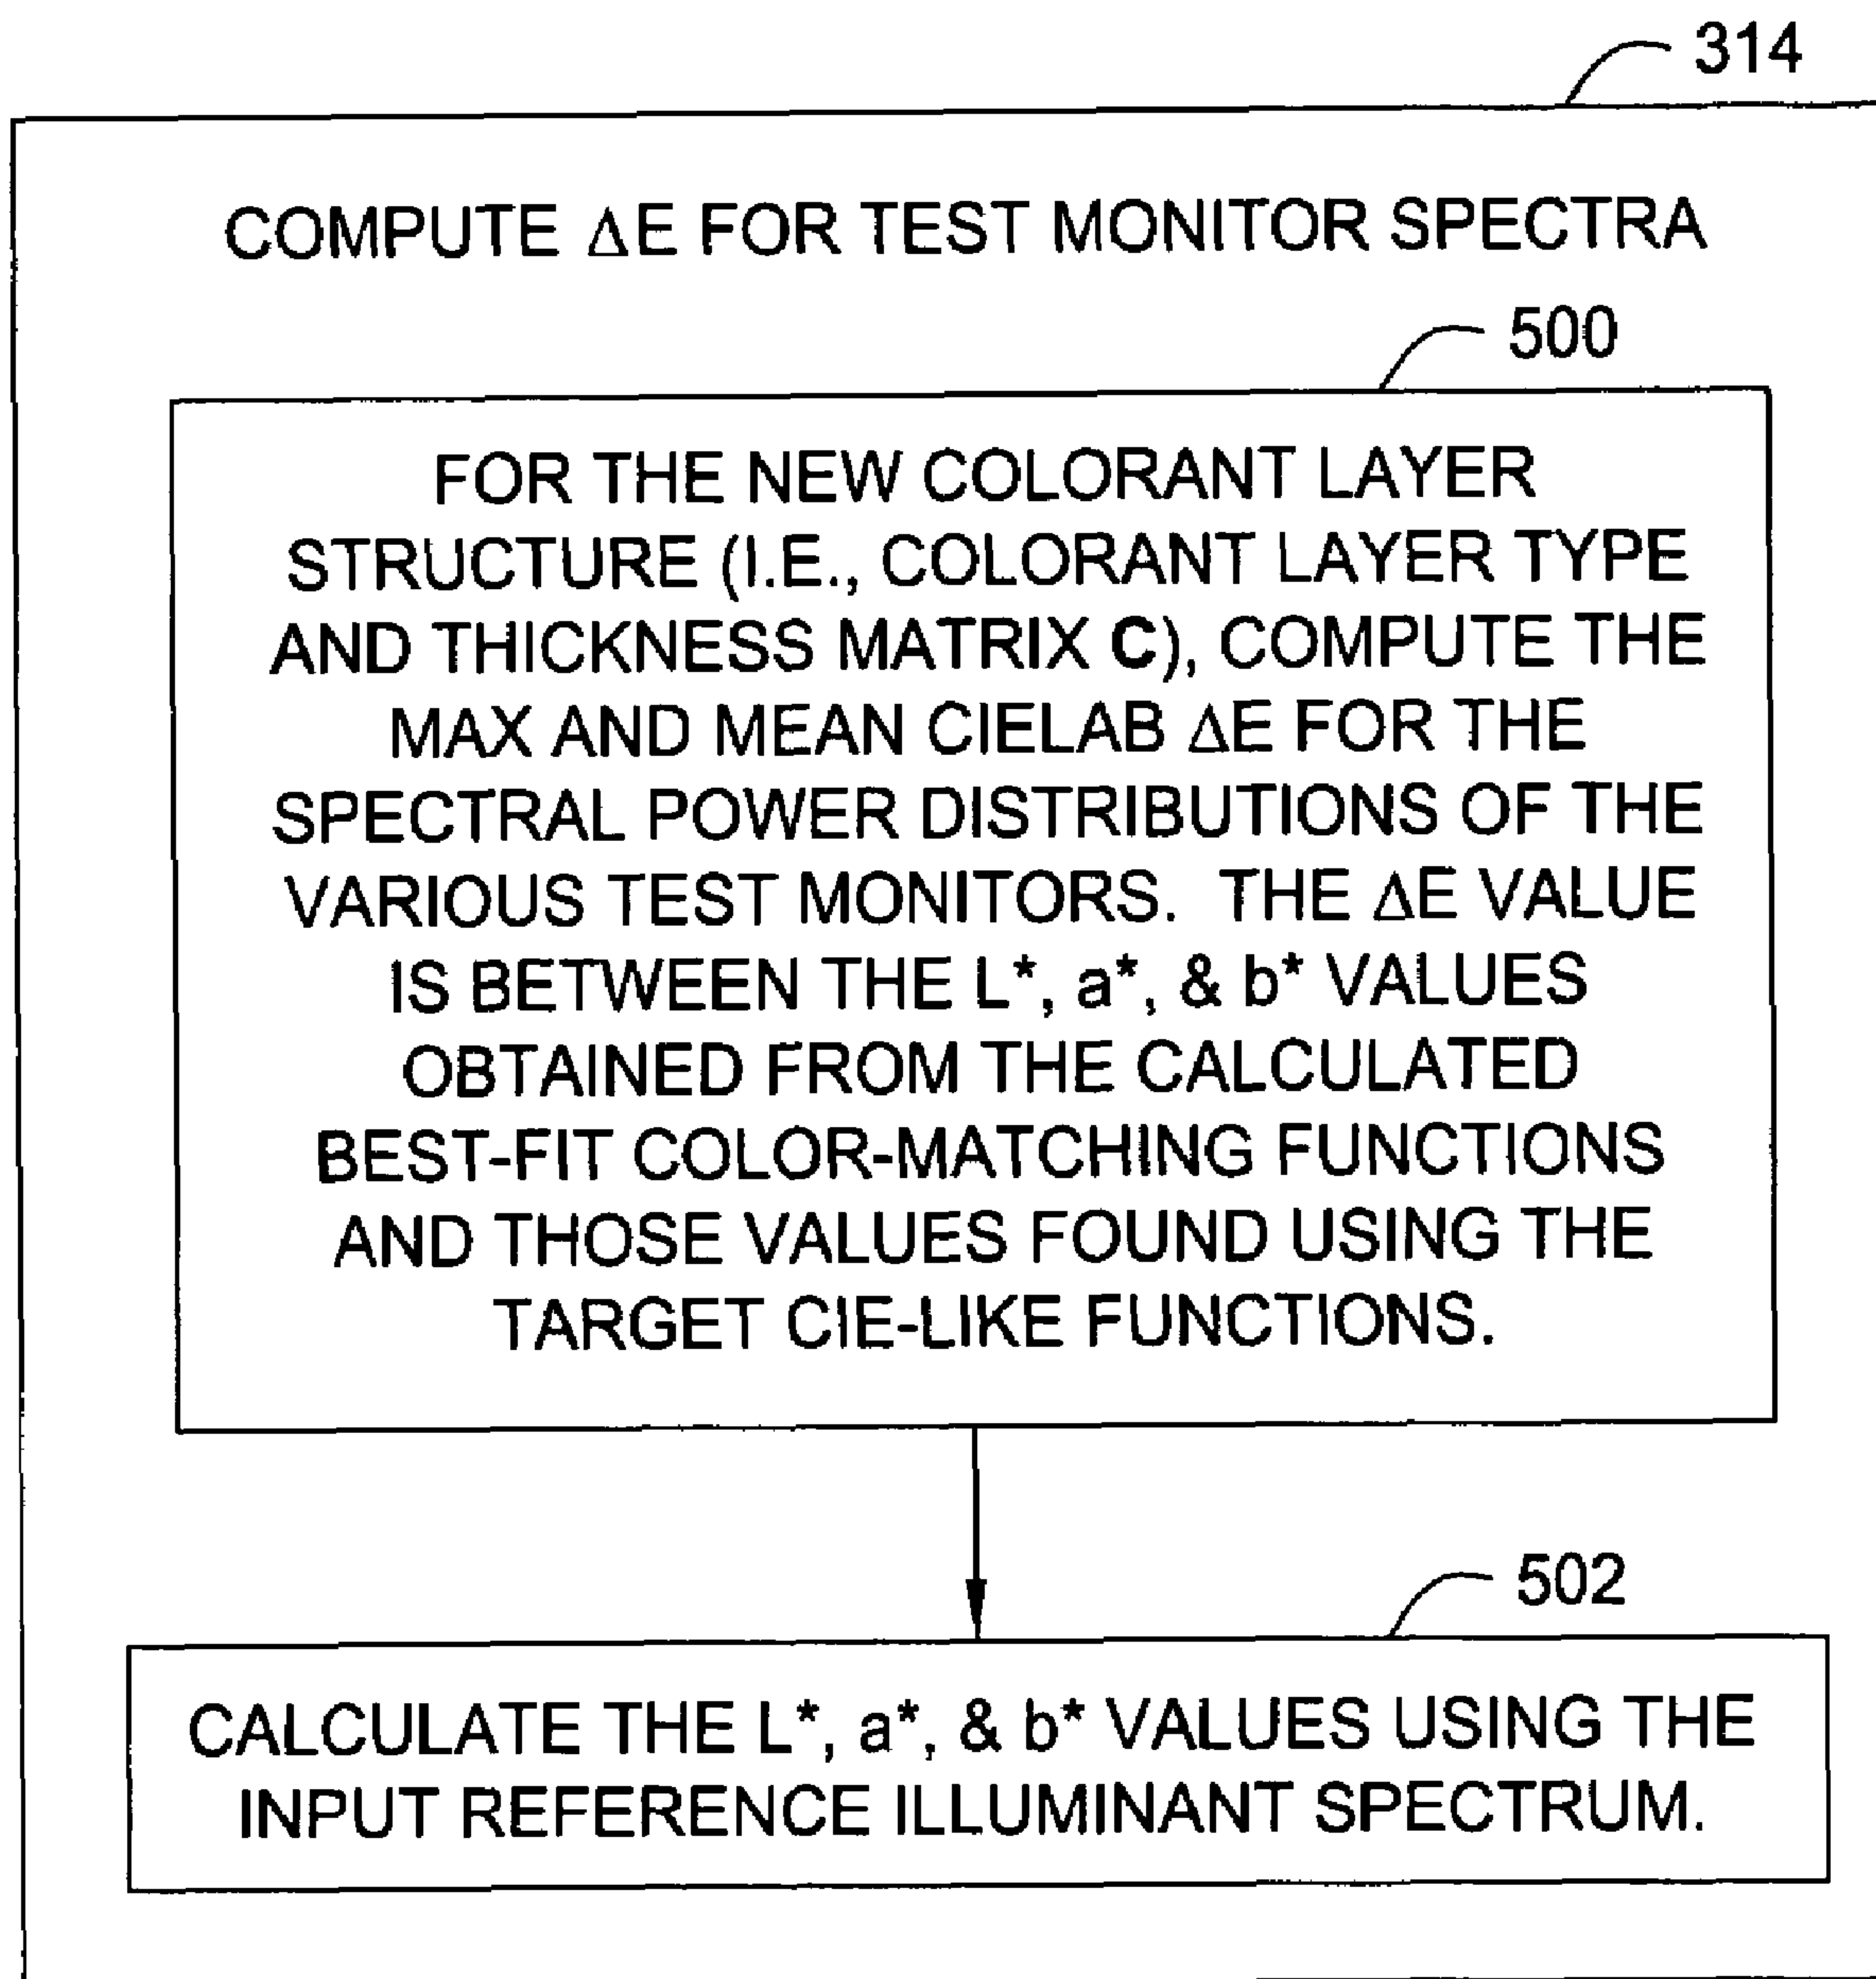 314
COMPUTE ΔE FOR TEST MONITOR SPECTRA
500
FOR THE NEW COLORANT LAYER
STRUCTURE (I.E., COLORANT LAYER TYPE
AND THICKNESS MATRIX C), COMPUTE THE
MAX AND MEAN CIELAB ΔE FOR THE
SPECTRAL POWER DISTRIBUTIONS OF THE
VARIOUS TEST MONITORS. THE ΔE VALUE
IS BETWEEN THE L*, a*, & b* VALUES
OBTAINED FROM THE CALCULATED
BEST-FIT COLOR-MATCHING FUNCTIONS
AND THOSE VALUES FOUND USING THE
TARGET CIE-LIKE FUNCTIONS.
502
CALCULATE THE L*, a*, & b* VALUES USING THE
INPUT REFERENCE ILLUMINANT SPECTRUM.